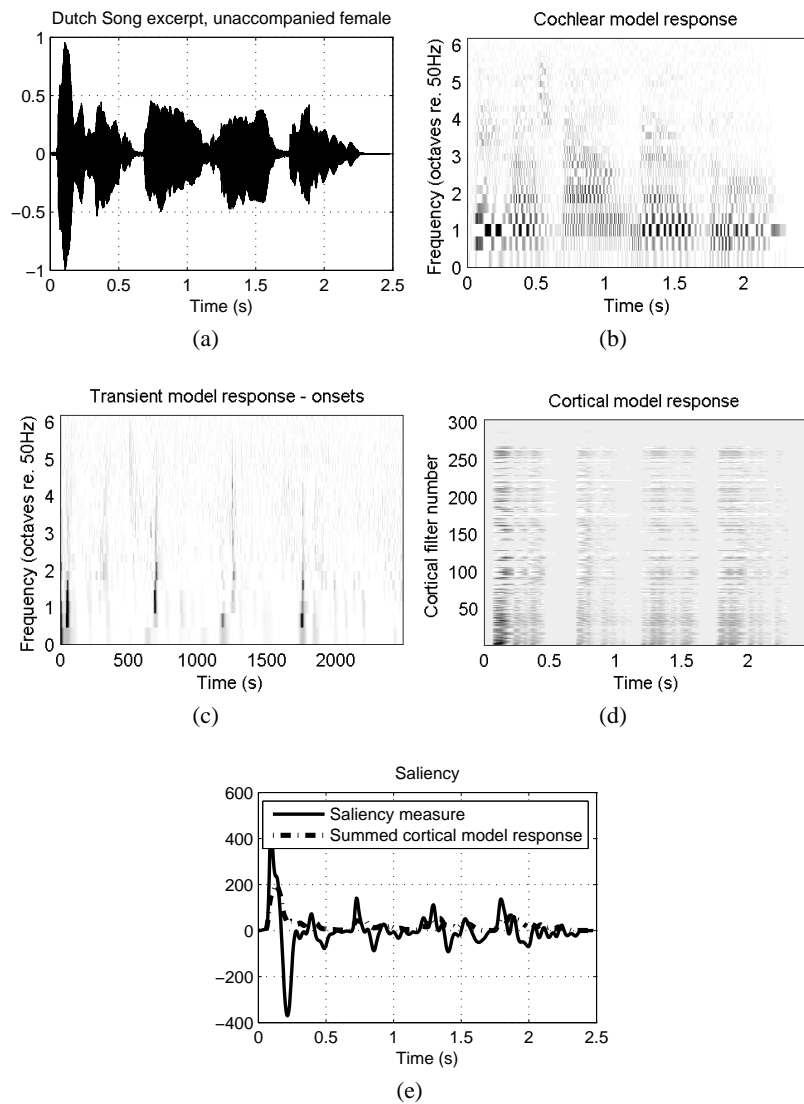 Dutch Song excerpt, unaccompanied female
1
0.5
0
−0.5
−1
0 0.5 1 1.5 2 2.5
Time (s)
(a)
Cochlear model response
Frequency (octaves re. 50Hz)
6
5
4
3
2
1
0
0 0.5 1 1.5 2
Time (s)
(b)
Transient model response - onsets
Frequency (octaves re. 50Hz)
6
5
4
3
2
1
0
0 500 1000 1500 2000
Time (s)
(c)
Cortical model response
Cortical filter number
300
250
200
150
100
50
0 0.5 1 1.5 2
Time (s)
(d)
Saliency
600
400
200
0
−200
−400
Saliency measure
Summed cortical model response
0 0.5 1 1.5 2 2.5
Time (s)
(e)